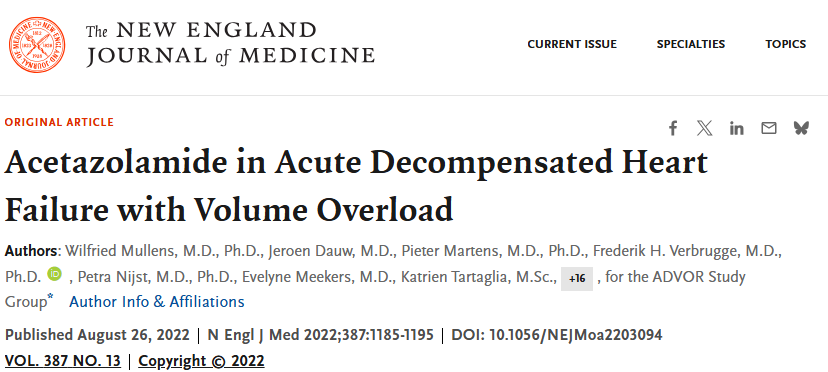 The NEW ENGLAND
JOURNAL of MEDICINE
CURRENT ISSUE SPECIALTIES TOPICS
ORIGINAL ARTICLE
Acetazolamide in Acute Decompensated Heart
Failure with Volume Overload
Authors: Wilfried Mullens, M.D., Ph.D., Jeroen Dauw, M.D., Pieter Martens, M.D., Ph.D., Frederik H. Verbrugge, M.D.,
Ph.D. iD , Petra Nijst, M.D., Ph.D., Evelyne Meekers, M.D., Katrien Tartaglia, M.Sc., +16 , for the ADVOR Study
Group* Author Info & Affiliations
Published August 26, 2022 | N Engl J Med 2022;387:1185-1195 | DOI: 10.1056/NEJMoa2203094
VOL. 387 NO. 13 | Copyright © 2022